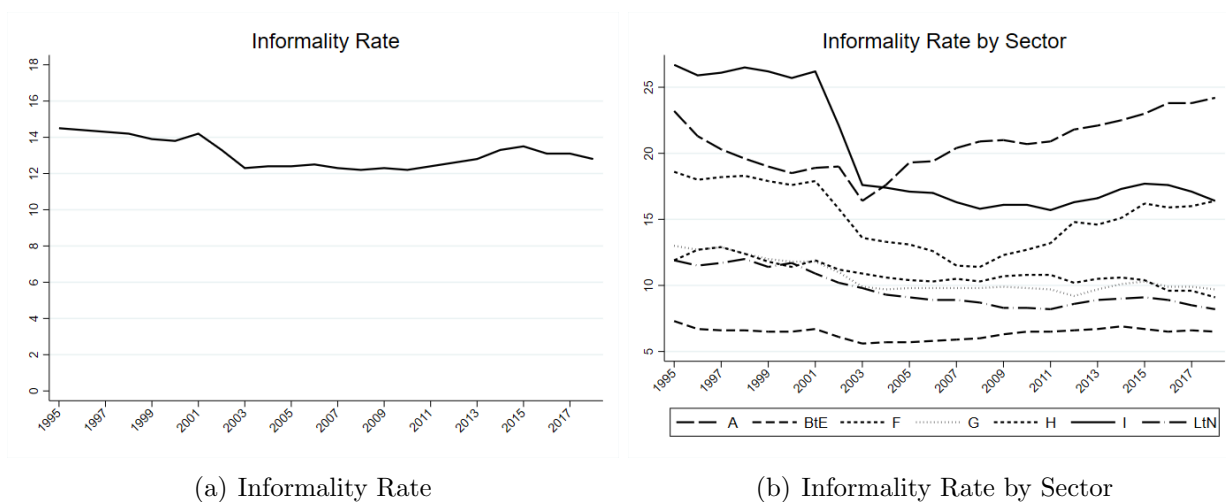 Informality Rate
18
16
14
12
10
8
6
4
2
0
1995 1997 1999 2001 2003 2005 2007 2009 2011 2013 2015 2017
(a) Informality Rate
Informality Rate by Sector
25
20
15
10
5
1995 1997 1999 2001 2003 2005 2007 2009 2011 2013 2015 2017
A BtE F G H I LtN
(b) Informality Rate by Sector